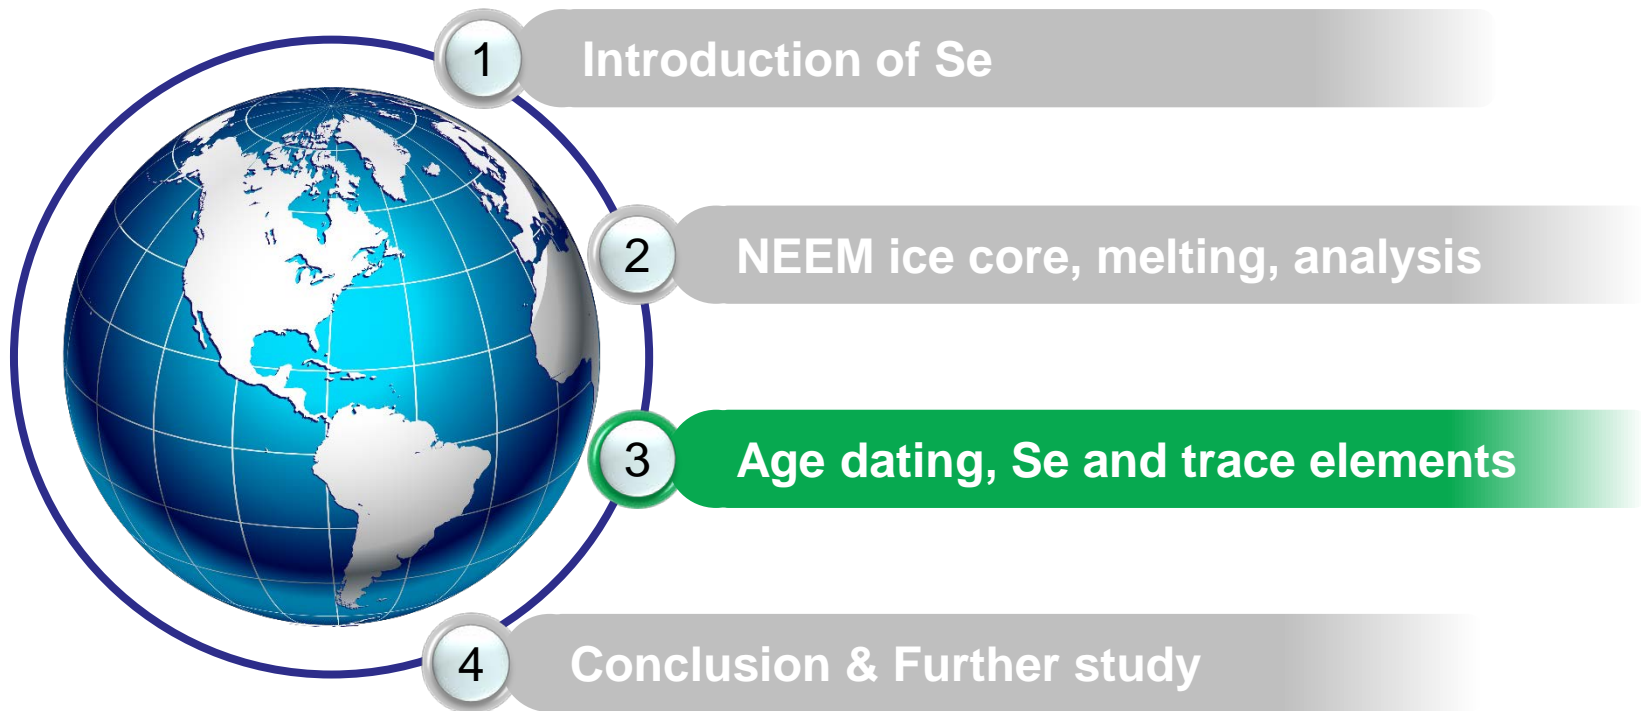 1 Introduction of Se
2 NEEM ice core, melting, analysis
3 Age dating, Se and trace elements
4 Conclusion & Further study